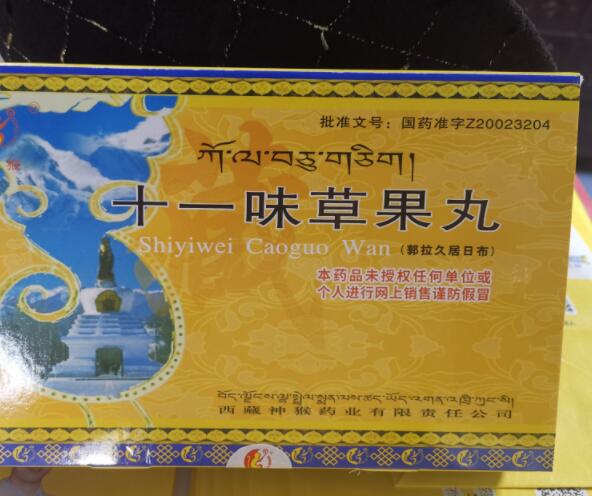 批准文号：国药准字Z20023204
ཀོ་ལ་བཅུ་གཅིག།
十一味草果丸
Shiyiwei Caoguo Wan（郭拉久居日布）
本药品未授权任何单位或
个人进行网上销售谨防假冒
西藏神猴药业有限责任公司